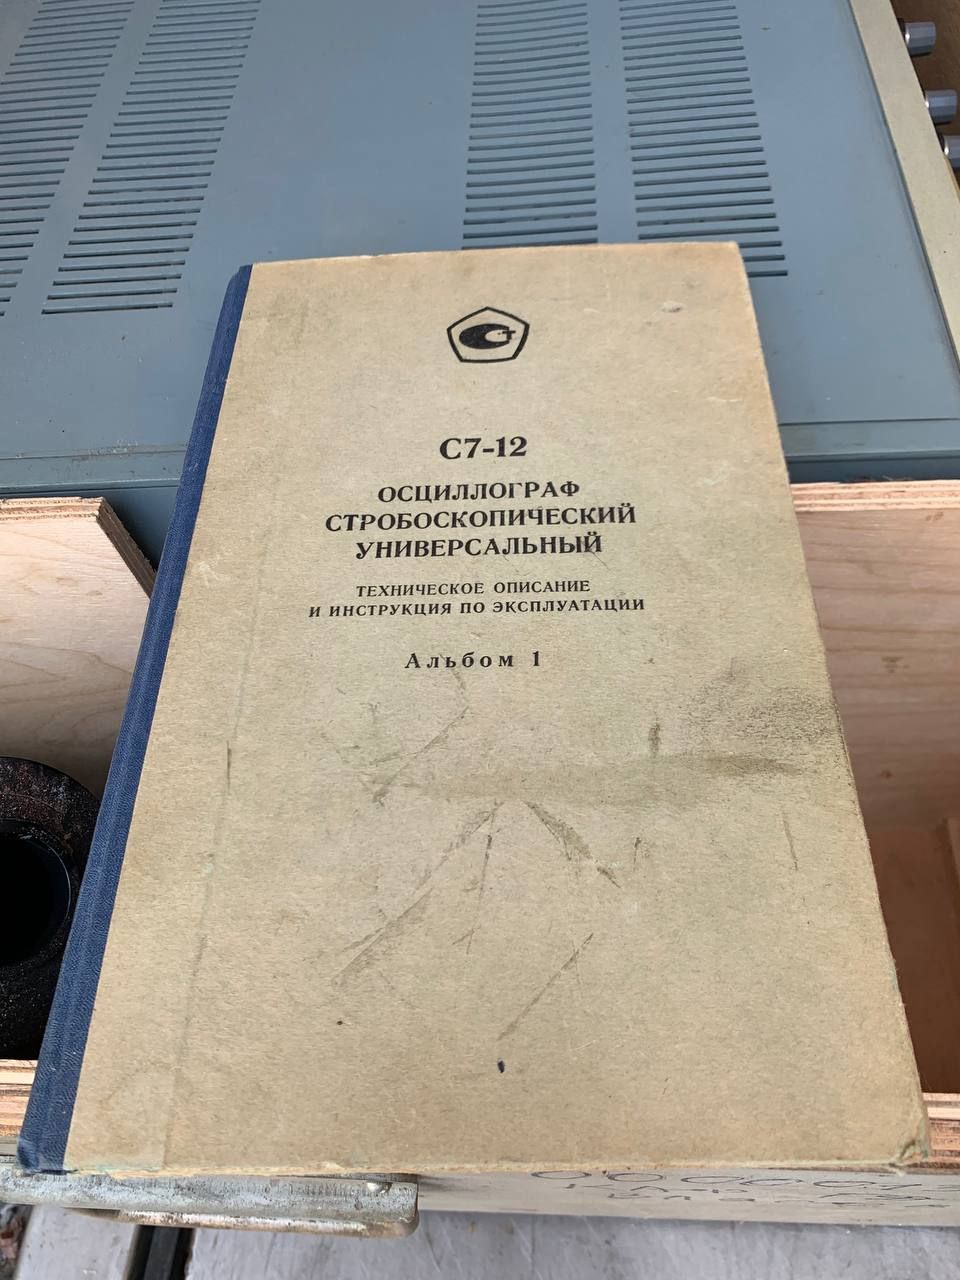 С7-12
ОСЦИЛЛОГРАФ
СТРОБОСКОПИЧЕСКИЙ
УНИВЕРСАЛЬНЫЙ
ТЕХНИЧЕСКОЕ ОПИСАНИЕ
И ИНСТРУКЦИЯ ПО ЭКСПЛУАТАЦИИ
Альбом 1